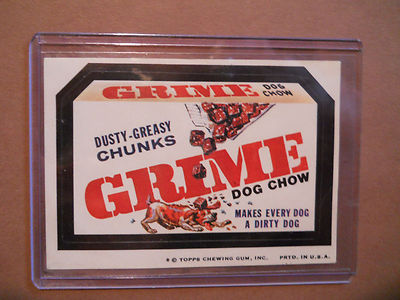 GRIME DOG
CHOW
DUSTY-GREASY
CHUNKS
GRIME
DOG CHOW
MAKES EVERY DOG
A DIRTY DOG
© TOPPS CHEWING GUM, INC. PRTD. IN U.S.A.